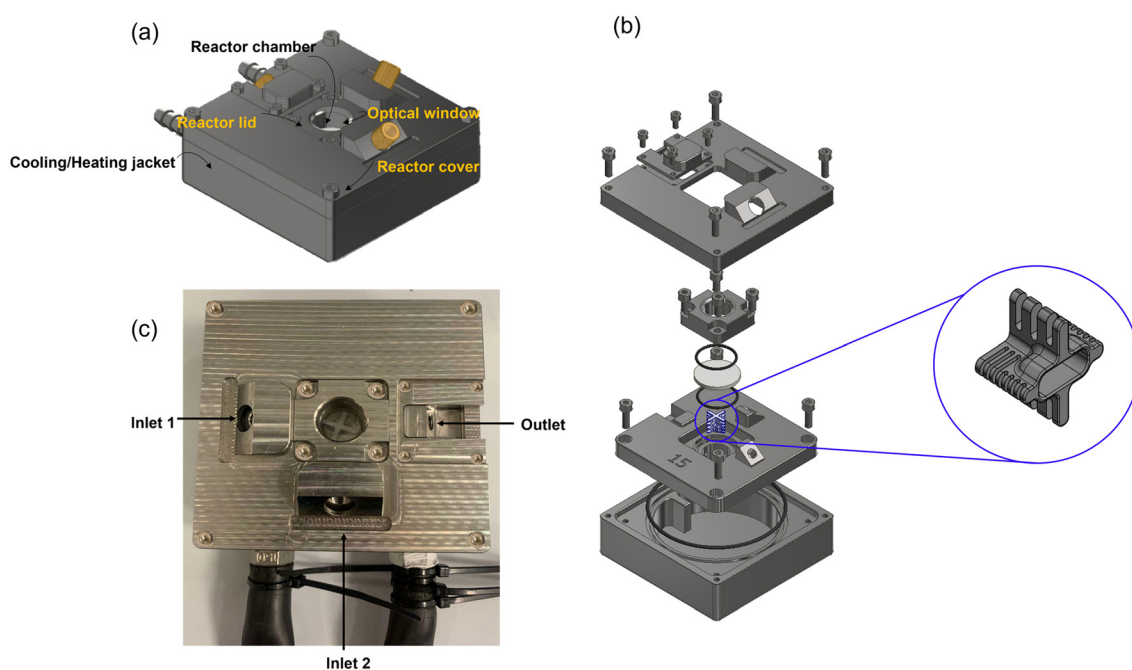 (a)
Reactor chamber
Reactor lid
Optical window
Cooling/Heating jacket
Reactor cover
(b)
15
(c)
Inlet 1
Outlet
Inlet 2